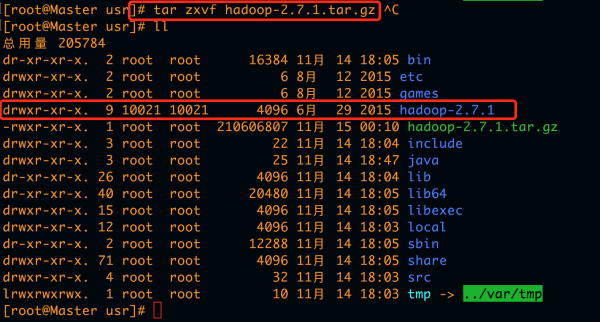 [root@Master usr]# tar zxvf hadoop-2.7.1.tar.gz ^C
[root@Master usr]# ll
总用量 205784
dr-xr-xr-x. 2 root root 16384 11月 14 18:05 bin
drwxr-xr-x. 2 root root 6 8月 12 2015 etc
drwxr-xr-x. 2 root root 6 8月 12 2015 games
drwxr-xr-x. 9 10021 10021 4096 6月 29 2015 hadoop-2.7.1
-rwxr-xr-x. 1 root root 210606807 11月 15 00:10 hadoop-2.7.1.tar.gz
drwxr-xr-x. 3 root root 22 11月 14 18:04 include
drwxr-xr-x. 3 root root 25 11月 14 18:47 java
dr-xr-xr-x. 26 root root 4096 11月 14 18:04 lib
dr-xr-xr-x. 40 root root 20480 11月 14 18:05 lib64
drwxr-xr-x. 15 root root 4096 11月 14 18:05 libexec
drwxr-xr-x. 12 root root 4096 11月 14 18:03 local
dr-xr-xr-x. 2 root root 12288 11月 14 18:05 sbin
drwxr-xr-x. 71 root root 4096 11月 14 18:05 share
drwxr-xr-x. 4 root root 32 11月 14 18:03 src
lrwxrwxrwx. 1 root root 10 11月 14 18:03 tmp -> ../var/tmp
[root@Master usr]#